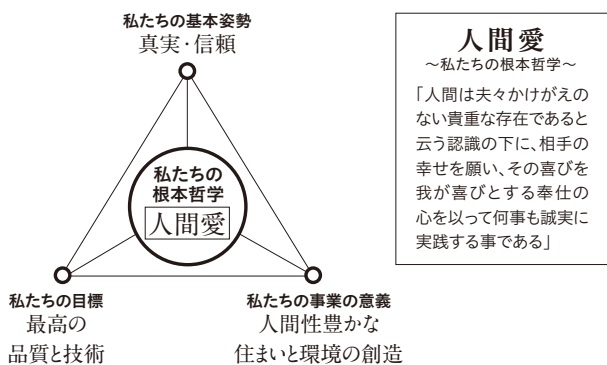 私たちの基本姿勢
真実・信頼
私たちの
根本哲学
人間愛
私たちの目標
最高の
品質と技術
私たちの事業の意義
人間性豊かな
住まいと環境の創造
人間愛
～私たちの根本哲学～
「人間は夫々かけがえの
ない貴重な存在であると
云う認識の下に、相手の
幸せを願い、その喜びを
我が喜びとする奉仕の
心を以って何事も誠実に
実践する事である」